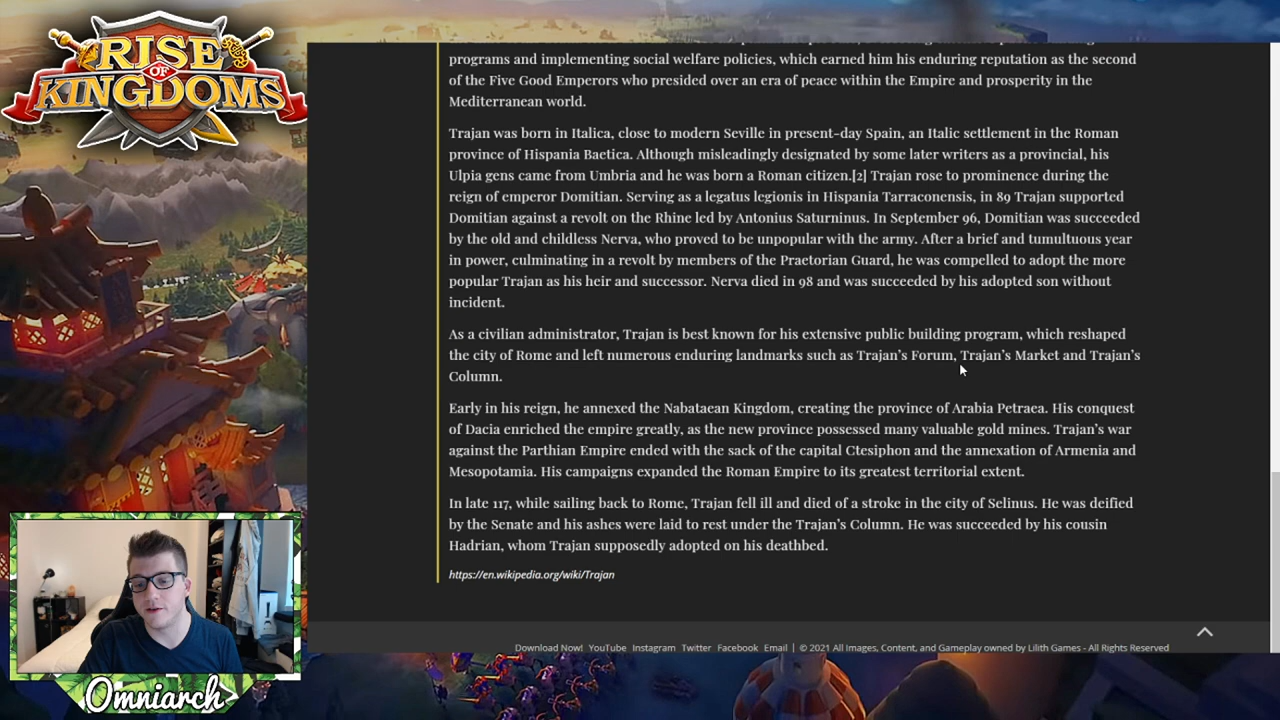 RISE
OF
KINGDOMS
programs and implementing social welfare policies, which earned him his enduring reputation as the second
of the Five Good Emperors who presided over an era of peace within the Empire and prosperity in the
Mediterranean world.
Trajan was born in Italica, close to modern Seville in present-day Spain, an Italic settlement in the Roman
province of Hispania Baetica. Although misleadingly designated by some later writers as a provincial, his
Ulpia gens came from Umbria and he was born a Roman citizen.[2] Trajan rose to prominence during the
reign of emperor Domitian. Serving as a legatus legionis in Hispania Tarraconensis, in 89 Trajan supported
Domitian against a revolt on the Rhine led by Antonius Saturninus. In September 96, Domitian was succeeded
by the old and childless Nerva, who proved to be unpopular with the army. After a brief and tumultuous year
in power, culminating in a revolt by members of the Praetorian Guard, he was compelled to adopt the more
popular Trajan as his heir and successor. Nerva died in 98 and was succeeded by his adopted son without
incident.
As a civilian administrator, Trajan is best known for his extensive public building program, which reshaped
the city of Rome and left numerous enduring landmarks such as Trajan's Forum, Trajan's Market and Trajan's
Column.
Early in his reign, he annexed the Nabataean Kingdom, creating the province of Arabia Petraea. His conquest
of Dacia enriched the empire greatly, as the new province possessed many valuable gold mines. Trajan's war
against the Parthian Empire ended with the sack of the capital Ctesiphon and the annexation of Armenia and
Mesopotamia. His campaigns expanded the Roman Empire to its greatest territorial extent.
In late 117, while sailing back to Rome, Trajan fell ill and died of a stroke in the city of Selinus. He was deified
by the Senate and his ashes were laid to rest under the Trajan's Column. He was succeeded by his cousin
Hadrian, whom Trajan supposedly adopted on his deathbed.
https://en.wikipedia.org/wiki/Trajan
Download Now! YouTube Instagram Twitter Facebook Email | © 2021 All Images, Content, and Gameplay owned by Lilith Games - All Rights Reserved
Omniarch